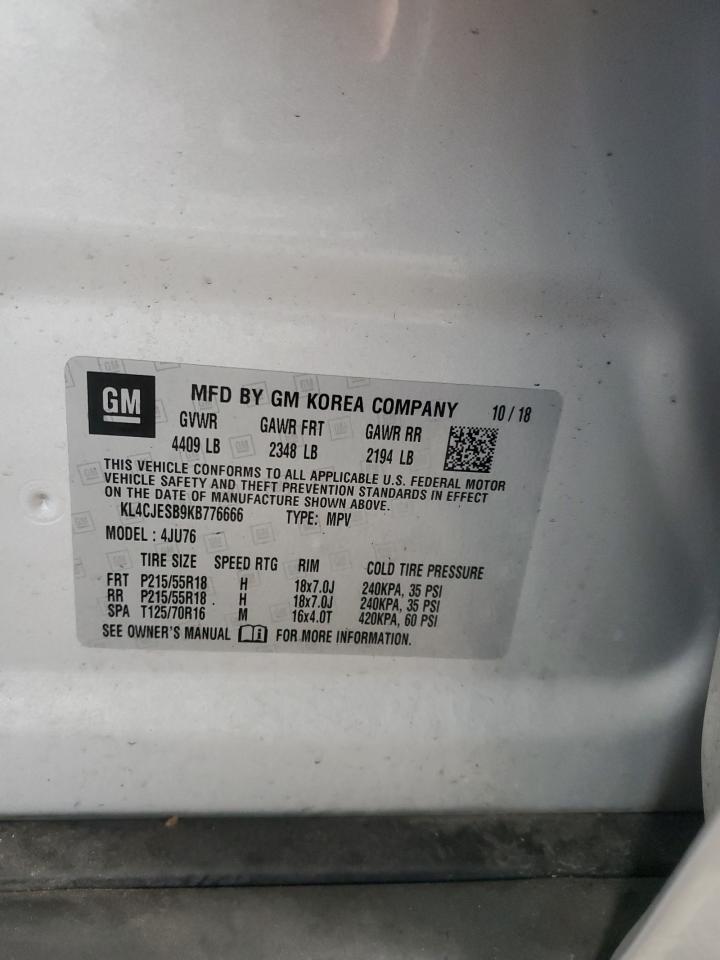 GM
MFD BY GM KOREA COMPANY 10 / 18
GVWR GAWR FRT GAWR RR
4409 LB 2348 LB 2194 LB
THIS VEHICLE CONFORMS TO ALL APPLICABLE U.S. FEDERAL MOTOR
VEHICLE SAFETY AND THEFT PREVENTION STANDARDS IN EFFECT
ON THE DATE OF MANUFACTURE SHOWN ABOVE.
KL4CJESB9KB776666 TYPE: MPV
MODEL : 4JU76
TIRE SIZE SPEED RTG RIM COLD TIRE PRESSURE
FRT P215/55R18 H 18x7.0J 240KPA, 35 PSI
RR P215/55R18 H 18x7.0J 240KPA, 35 PSI
SPA T125/70R16 M 16x4.0T 420KPA, 60 PSI
SEE OWNER'S MANUAL FOR MORE INFORMATION.